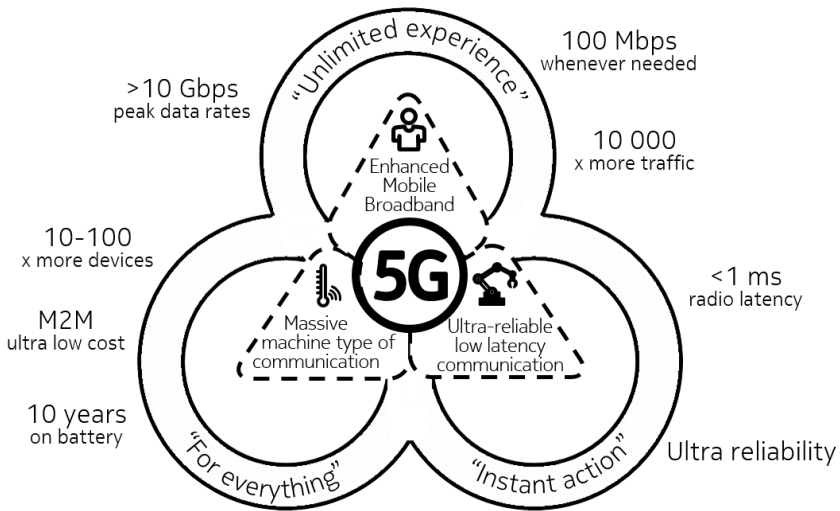 “Unlimited experience”
100 Mbps
whenever needed
>10 Gbps
peak data rates
10 000
x more traffic
Enhanced
Mobile
Broadband
5G
10-100
x more devices
M2M
ultra low cost
10 years
on battery
Massive
machine type of
communication
Ultra-reliable
low latency
communication
<1 ms
radio latency
Ultra reliability
“For everything”
“Instant action”